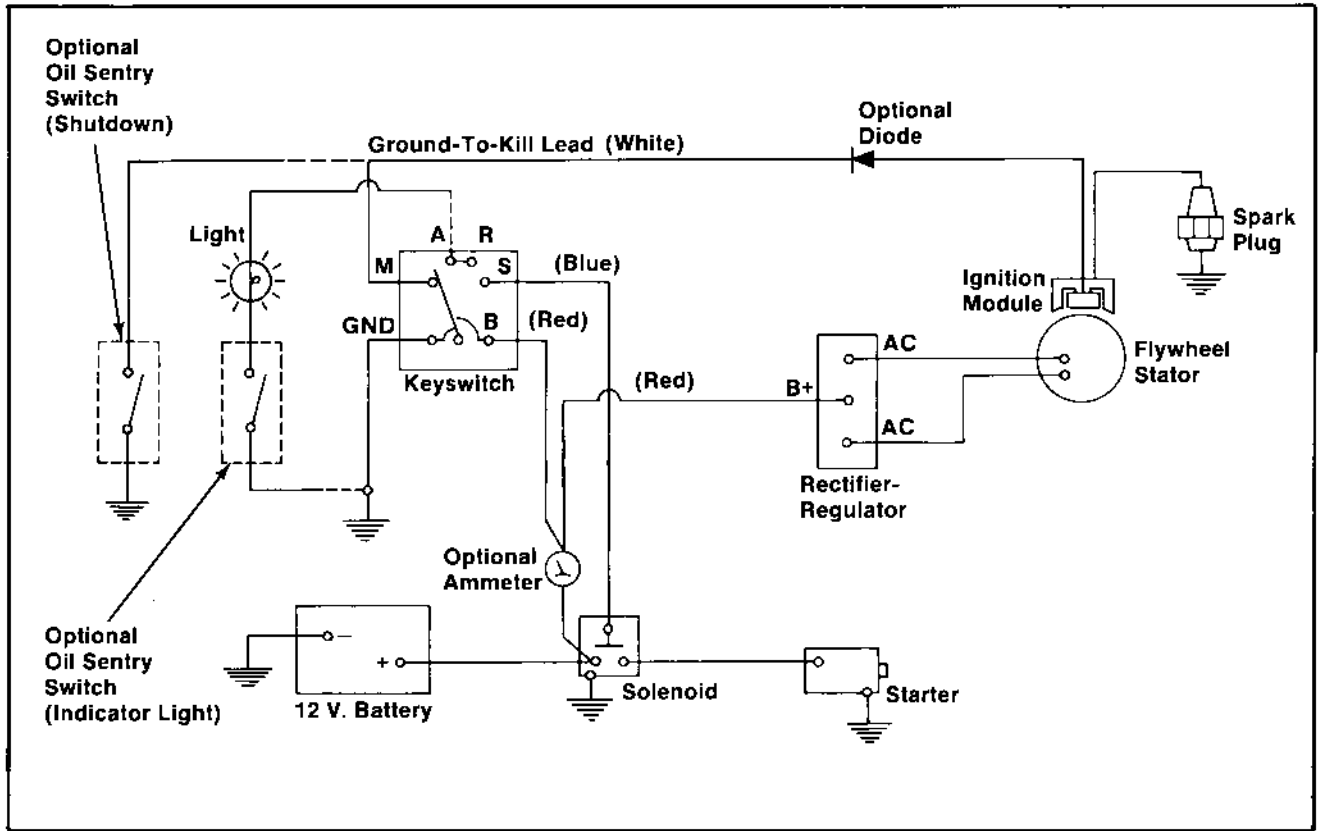 Optional
Oil Sentry
Switch
(Shutdown)
Optional
Diode
Ground-To-Kill Lead (White)
Spark
Plug
Light
A R
M S (Blue)
Ignition
Module
GND B (Red)
Keyswitch
AC
Flywheel
Stator
(Red)
B+
AC
Rectifier-
Regulator
Optional
Ammeter
Optional
Oil Sentry
Switch
(Indicator Light)
−
+
12 V. Battery
Solenoid
Starter